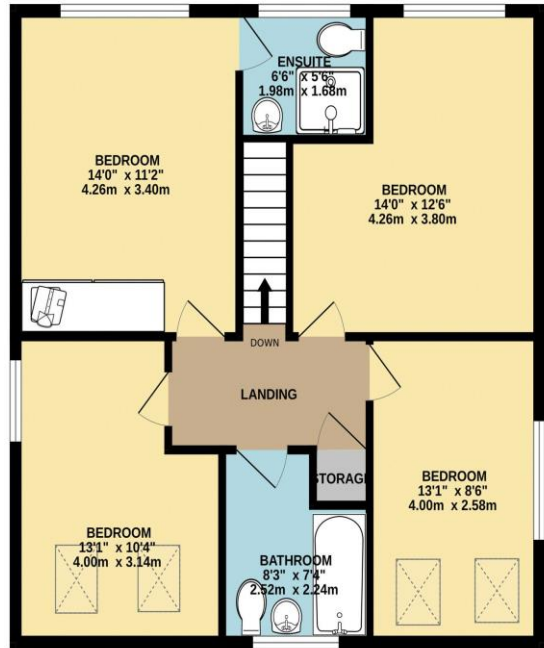 ENSUITE
6'6" x 5'6"
1.98m x 1.68m
BEDROOM
14'0" x 11'2"
4.26m x 3.40m
BEDROOM
14'0" x 12'6"
4.26m x 3.80m
DOWN
LANDING
STORAGE
BEDROOM
13'1" x 8'6"
4.00m x 2.58m
BEDROOM
13'1" x 10'4"
4.00m x 3.14m
BATHROOM
8'3" x 7'4"
2.52m x 2.24m